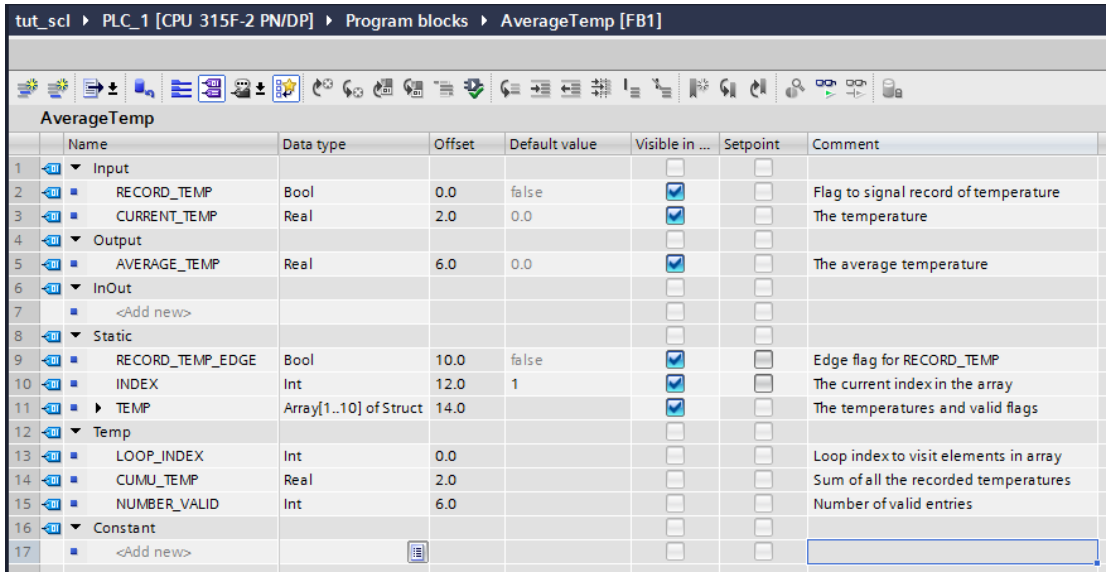 tut_scl ▸ PLC_1 [CPU 315F-2 PN/DP] ▸ Program blocks ▸ AverageTemp [FB1]
AverageTemp
Name Data type Offset Default value Visible in ... Setpoint Comment
1 Input
2 RECORD_TEMP Bool 0.0 false Flag to signal record of temperature
3 CURRENT_TEMP Real 2.0 0.0 The temperature
4 Output
5 AVERAGE_TEMP Real 6.0 0.0 The average temperature
6 InOut
7 <Add new>
8 Static
9 RECORD_TEMP_EDGE Bool 10.0 false Edge flag for RECORD_TEMP
10 INDEX Int 12.0 1 The current index in the array
11 TEMP Array[1..10] of Struct 14.0 The temperatures and valid flags
12 Temp
13 LOOP_INDEX Int 0.0 Loop index to visit elements in array
14 CUMU_TEMP Real 2.0 Sum of all the recorded temperatures
15 NUMBER_VALID Int 6.0 Number of valid entries
16 Constant
17 <Add new>